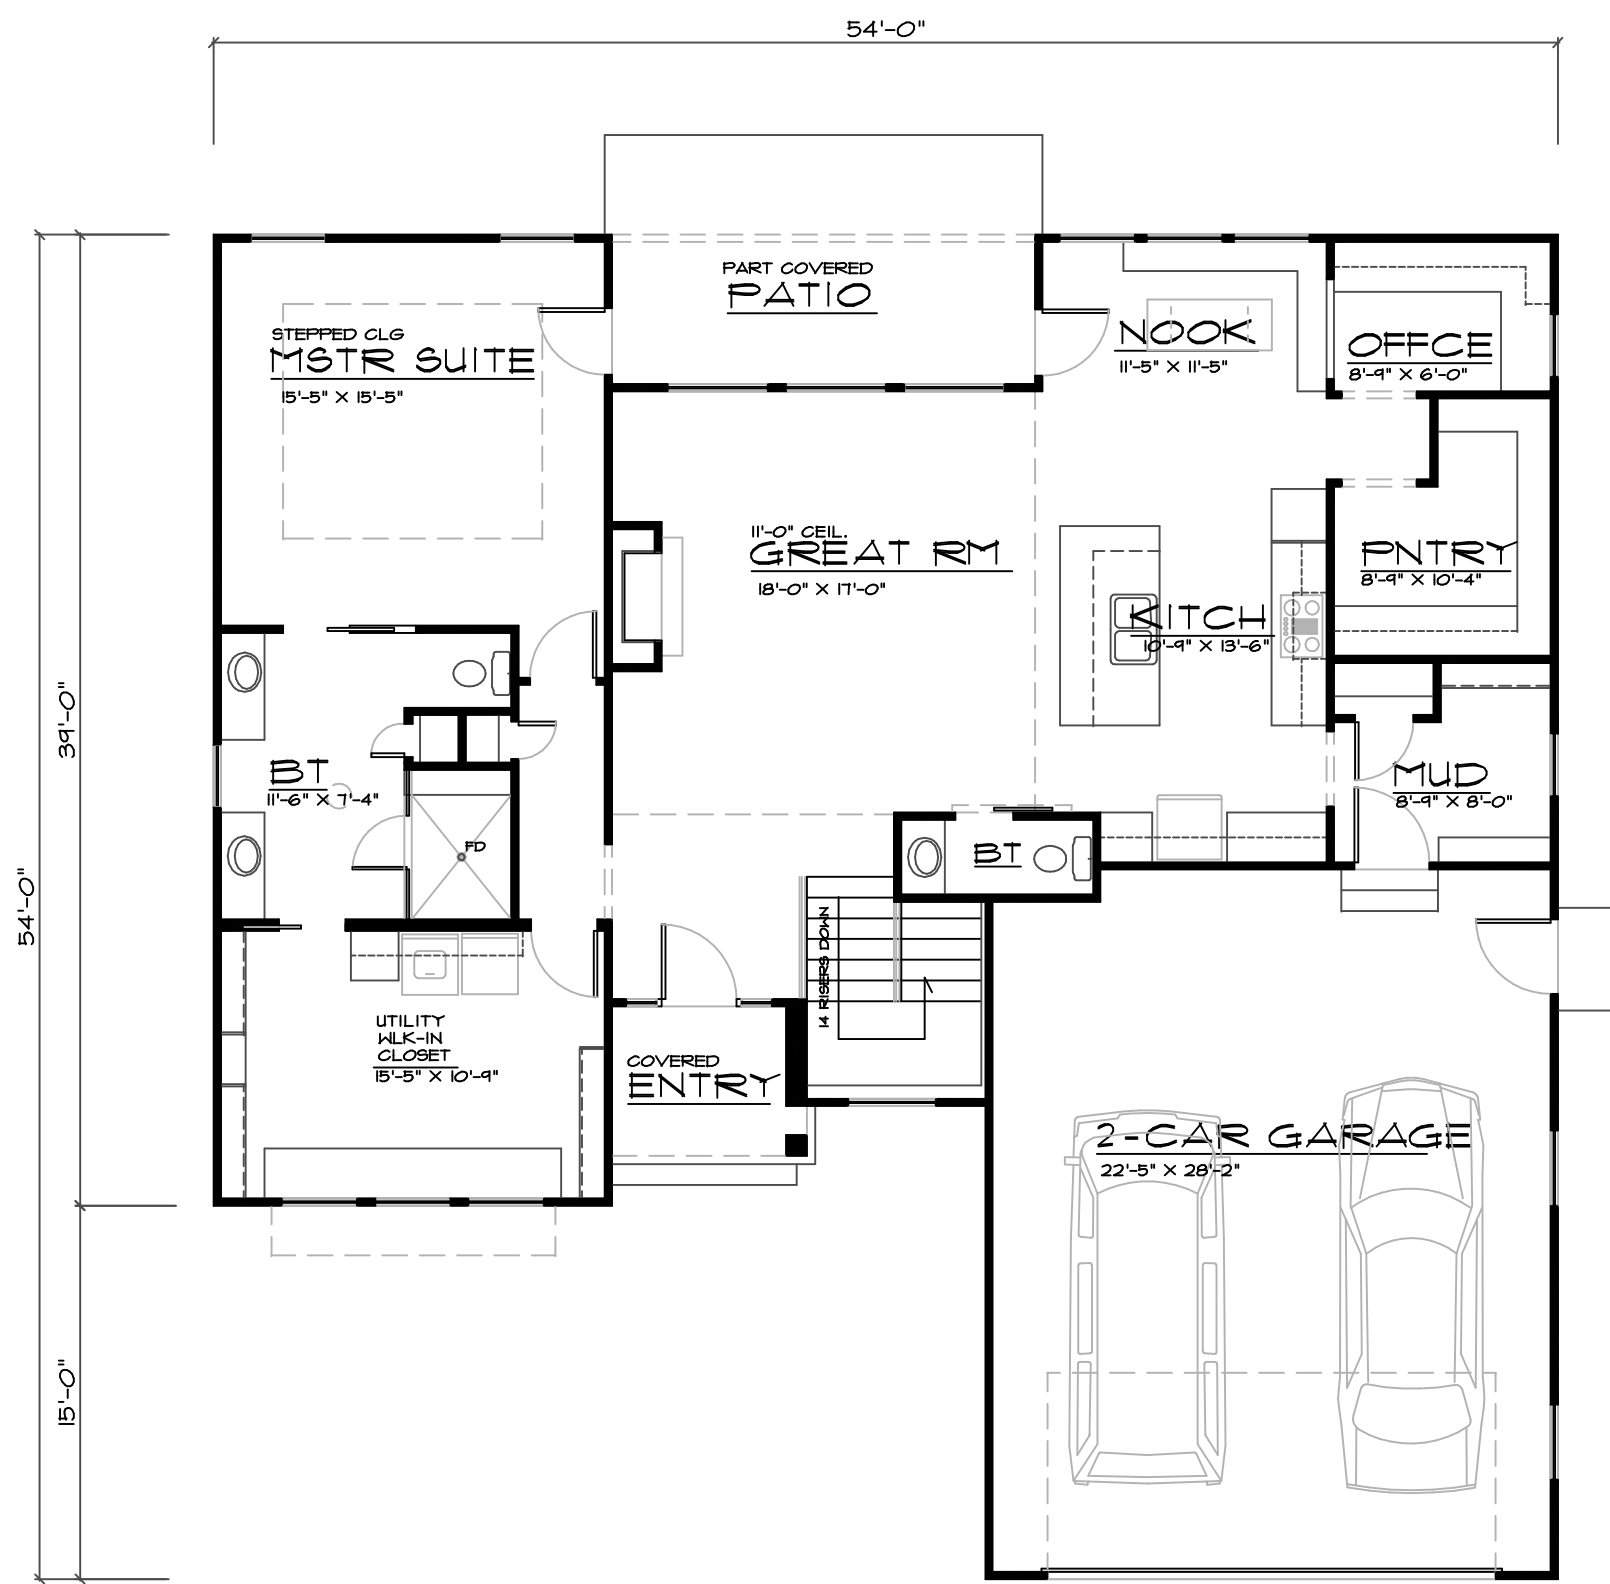 54'-0"
PART COVERED
PATIO
STEPPED CLG
MSTR SUITE
15'-5" X 15'-5"
NOOK
11'-5" X 11'-5"
OFFCE
8'-9" X 6'-0"
11'-0" CEIL.
GREAT RM
18'-0" X 17'-0"
PNTRY
8'-9" X 10'-4"
KITCH
10'-9" X 13'-6"
39'-0"
BT
11'-6" X 7'-4"
MUD
8'-9" X 8'-0"
FD
BT
54'-0"
14 RISERS DOWN
UTILITY
WLK-IN
CLOSET
15'-5" X 10'-9"
COVERED
ENTRY
2-CAR GARAGE
22'-5" X 28'-2"
15'-0"